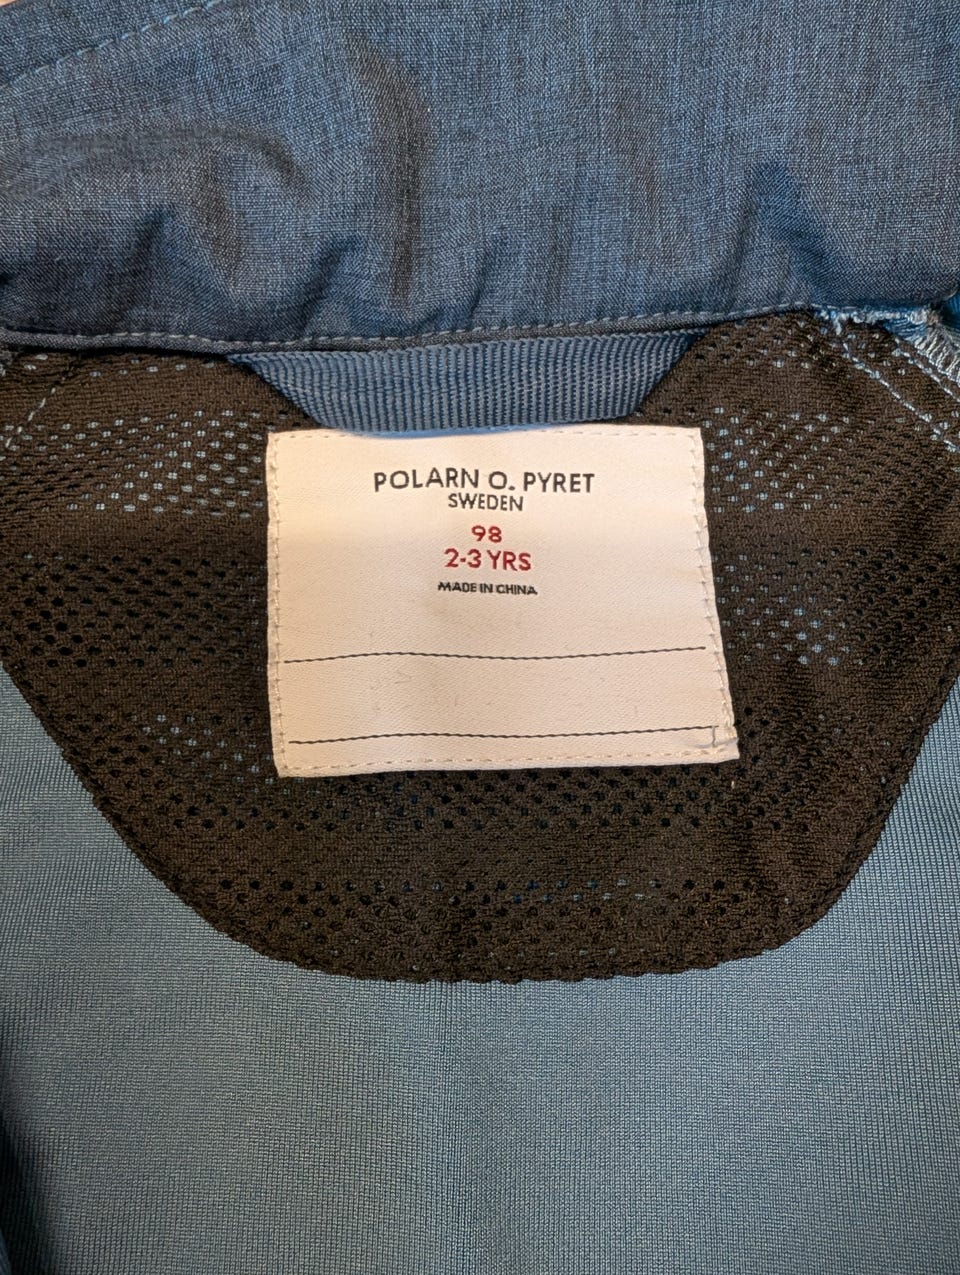 POLARN O. PYRET
SWEDEN
98
2-3 YRS
MADE IN CHINA